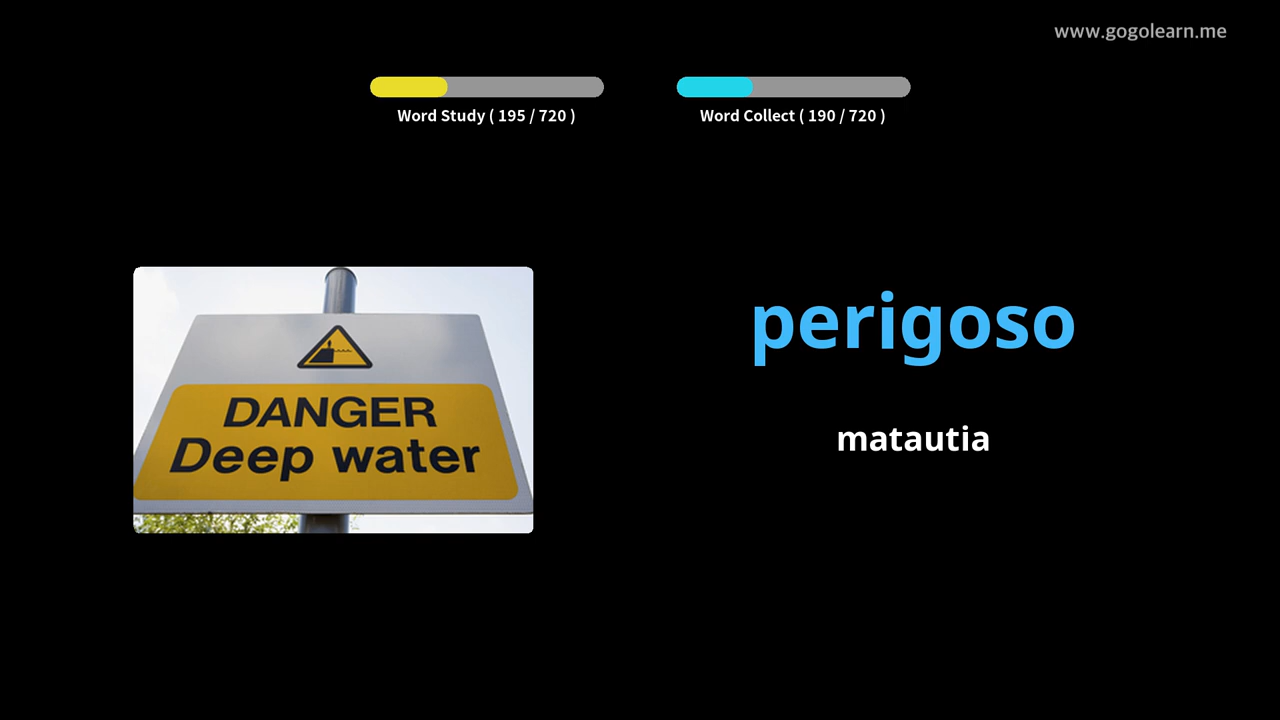 www.gogolearn.me
Word Study ( 195 / 720 )
Word Collect ( 190 / 720 )
DANGER
Deep water
perigoso
matautia